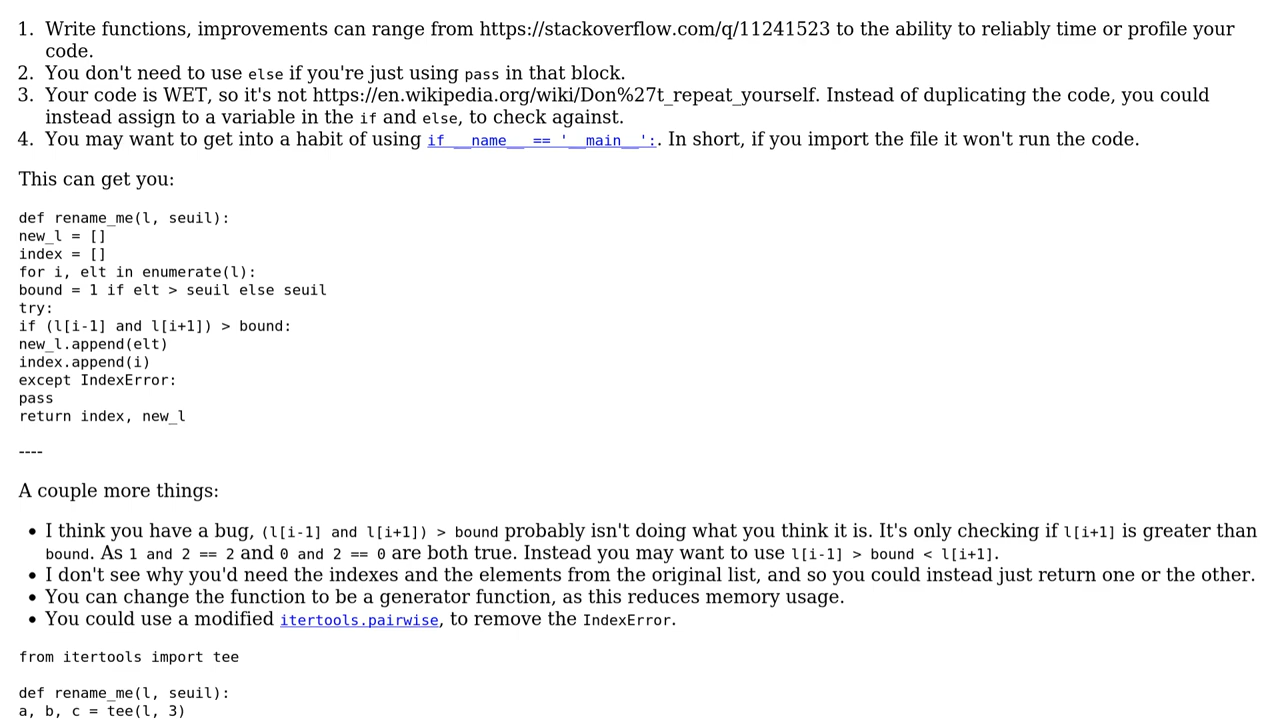 1. Write functions, improvements can range from https://stackoverflow.com/q/11241523 to the ability to reliably time or profile your
code.
2. You don't need to use else if you're just using pass in that block.
3. Your code is WET, so it's not https://en.wikipedia.org/wiki/Don%27t_repeat_yourself. Instead of duplicating the code, you could
instead assign to a variable in the if and else, to check against.
4. You may want to get into a habit of using if __name__ == '__main__':. In short, if you import the file it won't run the code.
This can get you:
def rename_me(l, seuil):
new_l = []
index = []
for i, elt in enumerate(l):
bound = 1 if elt > seuil else seuil
try:
if (l[i-1] and l[i+1]) > bound:
new_l.append(elt)
index.append(i)
except IndexError:
pass
return index, new_l
----
A couple more things:
• I think you have a bug, (l[i-1] and l[i+1]) > bound probably isn't doing what you think it is. It's only checking if l[i+1] is greater than
bound. As 1 and 2 == 2 and 0 and 2 == 0 are both true. Instead you may want to use l[i-1] > bound < l[i+1].
• I don't see why you'd need the indexes and the elements from the original list, and so you could instead just return one or the other.
• You can change the function to be a generator function, as this reduces memory usage.
• You could use a modified itertools.pairwise, to remove the IndexError.
from itertools import tee
def rename_me(l, seuil):
a, b, c = tee(l, 3)